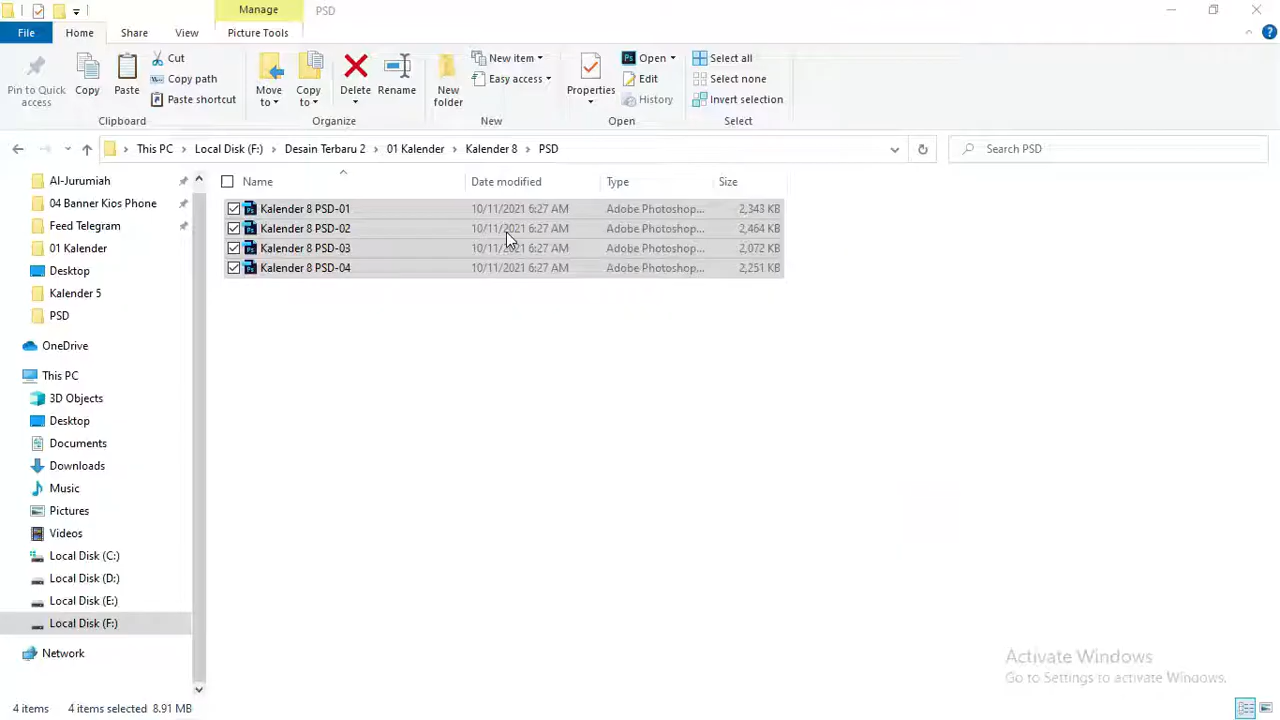 Manage
PSD
File
Home
Share
View
Picture Tools
Pin to Quick
access
Copy
Paste
Cut
Copy path
Paste shortcut
Clipboard
Move
to
Copy
to
Delete
Rename
Organize
New
folder
New item
Easy access
New
Properties
Open
Edit
History
Open
Select all
Select none
Invert selection
Select
This PC
Local Disk (F:)
Desain Terbaru 2
01 Kalender
Kalender 8
PSD
Search PSD
Name
Date modified
Type
Size
Kalender 8 PSD-01 10/11/2021 6:27 AM Adobe Photoshop... 2,343 KB
Kalender 8 PSD-02 10/11/2021 6:27 AM Adobe Photoshop... 2,464 KB
Kalender 8 PSD-03 10/11/2021 6:27 AM Adobe Photoshop... 2,072 KB
Kalender 8 PSD-04 10/11/2021 6:27 AM Adobe Photoshop... 2,251 KB
Al-Jurumiah
04 Banner Kios Phone
Feed Telegram
01 Kalender
Desktop
Kalender 5
PSD
OneDrive
This PC
3D Objects
Desktop
Documents
Downloads
Music
Pictures
Videos
Local Disk (C:)
Local Disk (D:)
Local Disk (E:)
Local Disk (F:)
Network
Activate Windows
Go to Settings to activate Windows.
4 items
4 items selected 8.91 MB